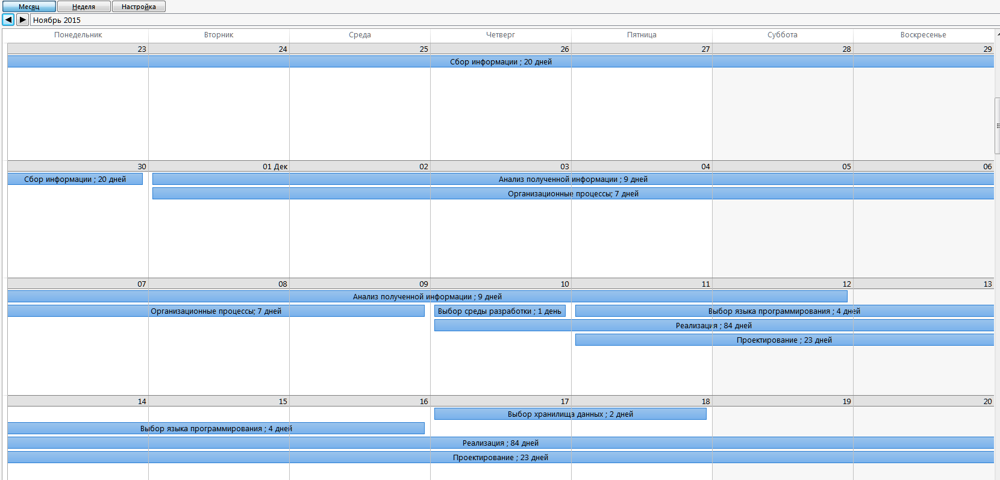 Месяц Неделя Настройка
Ноябрь 2015
Понедельник Вторник Среда Четверг Пятница Суббота Воскресенье
23 24 25 26 27 28 29
Сбор информации ; 20 дней
30 01 Дек 02 03 04 05 06
Сбор информации ; 20 дней Анализ полученной информации ; 9 дней
Организационные процессы; 7 дней
07 08 09 10 11 12 13
Анализ полученной информации ; 9 дней
Организационные процессы; 7 дней Выбор среды разработки ; 1 день Выбор языка программирования ; 4 дней
Реализация ; 84 дней
Проектирование ; 23 дней
14 15 16 17 18 19 20
Выбор хранилища данных ; 2 дней
Выбор языка программирования ; 4 дней
Реализация ; 84 дней
Проектирование ; 23 дней